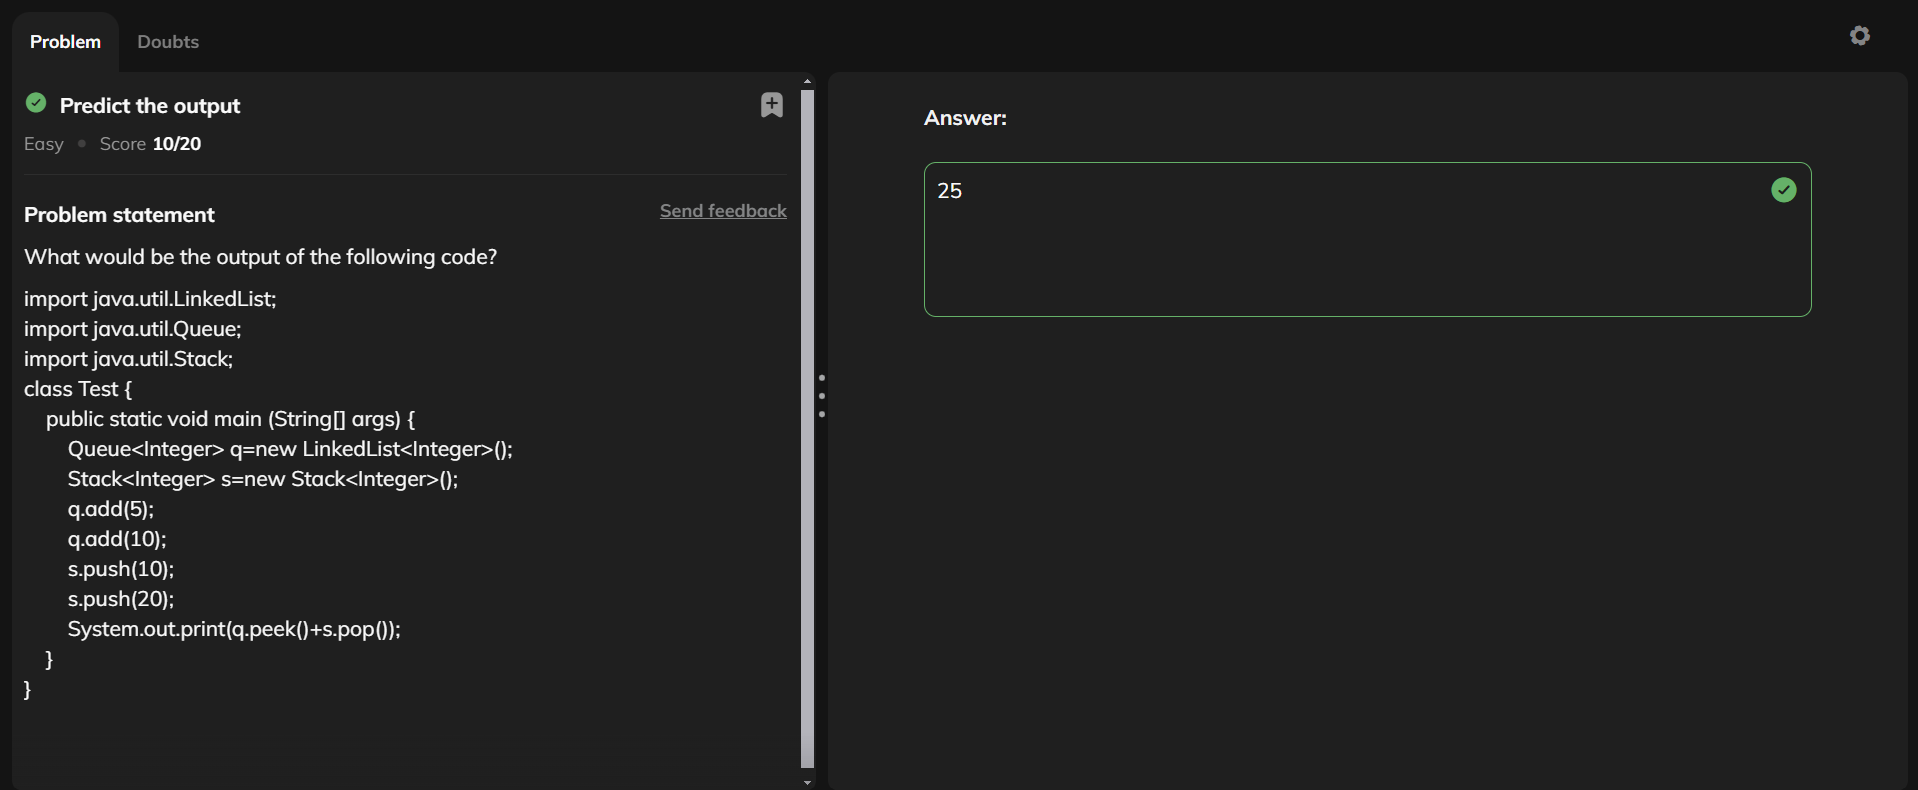 Problem
Doubts
Predict the output
Easy • Score 10/20
Problem statement
Send feedback
What would be the output of the following code?
import java.util.LinkedList;
import java.util.Queue;
import java.util.Stack;
class Test {
    public static void main (String[] args) {
        Queue<Integer> q=new LinkedList<Integer>();
        Stack<Integer> s=new Stack<Integer>();
        q.add(5);
        q.add(10);
        s.push(10);
        s.push(20);
        System.out.print(q.peek()+s.pop());
    }
}
Answer:
25